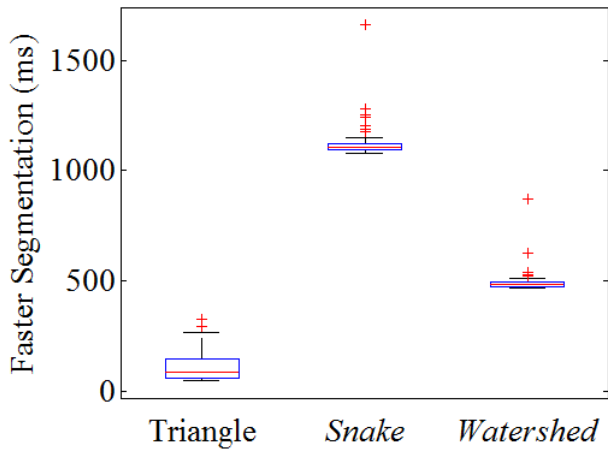 Faster Segmentation (ms)
1500
1000
500
0
Triangle
Snake
Watershed